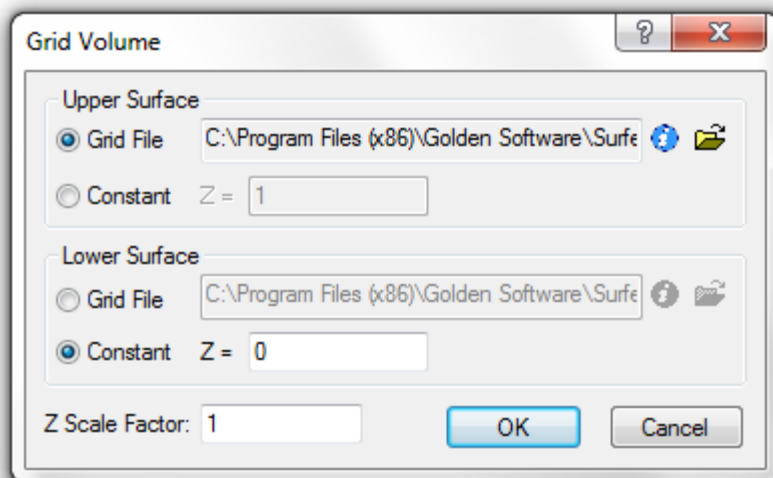 Grid Volume
Upper Surface
Grid File C:\Program Files (x86)\Golden Software\Surfe
Constant Z = 1
Lower Surface
Grid File C:\Program Files (x86)\Golden Software\Surfe
Constant Z = 0
Z Scale Factor: 1 OK Cancel